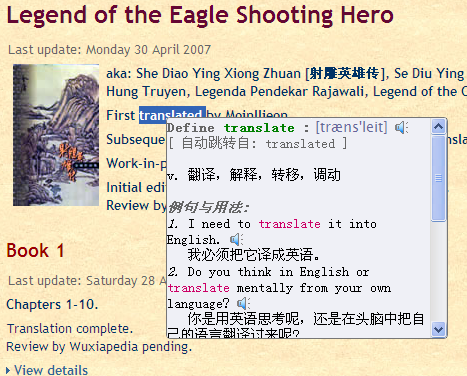 Legend of the Eagle Shooting Hero
Last update: Monday 30 April 2007
aka: She Diao Ying Xiong Zhuan [射雕英雄传], Se Diu Ying
Hung Truyen, Legenda Pendekar Rajawali, Legend of the C
First translated by Moinllieon
Subseque
Work-in-p
Initial edi
Review by
Define translate : [træns'leit]
[ 自动跳转自: translated ]
v. 翻译，解释，转移，调动
例句与用法:
1. I need to translate it into
English.
我必须把它译成英语。
2. Do you think in English or
translate mentally from your own
language?
你是用英语思考呢，还是在头脑中把自
己的语言翻译过来呢?
Book 1
Last update: Saturday 28 A
Chapters 1-10.
Translation complete.
Review by Wuxiapedia pending.
View details